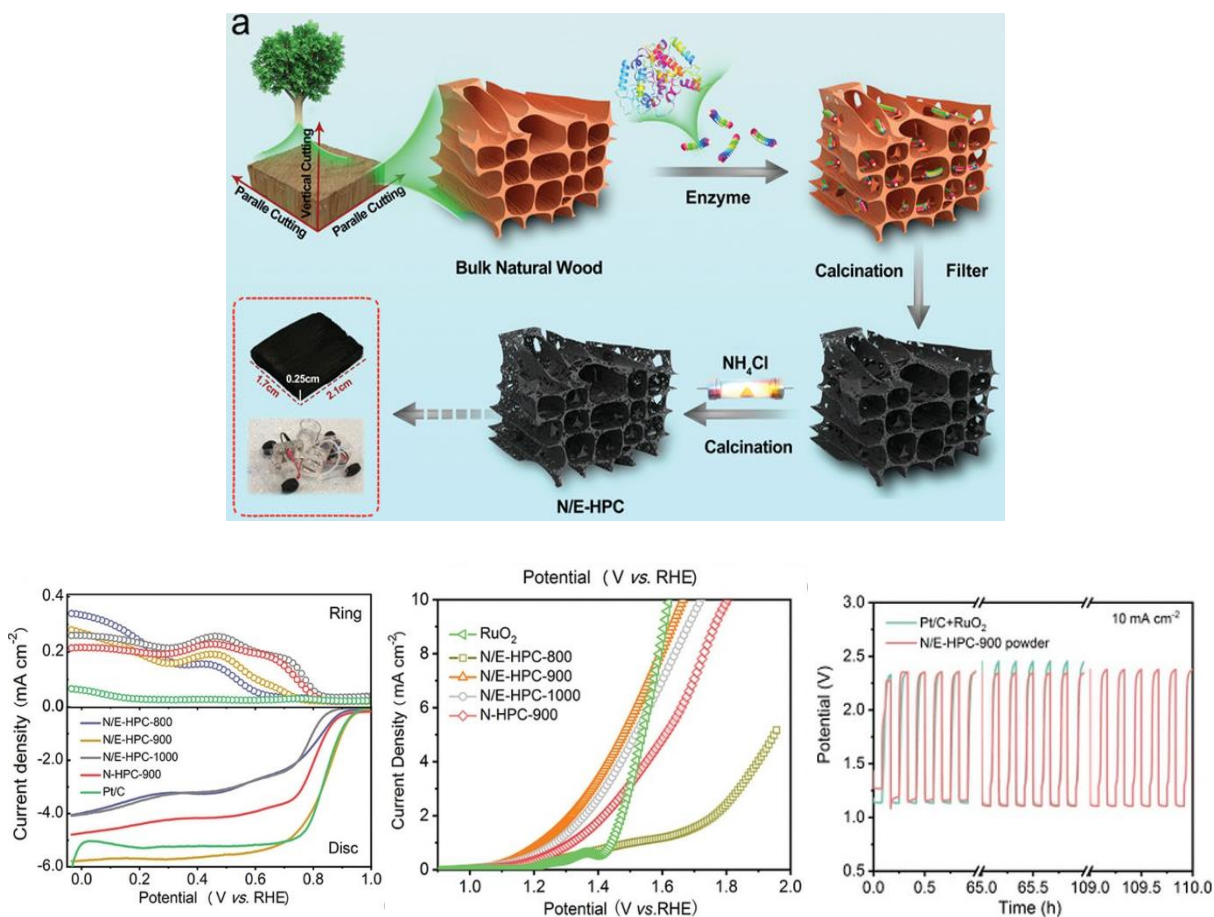 a
Vertical Cutting
Paralle Cutting
Paralle Cutting
Bulk Natural Wood
Enzyme
Calcination
Filter
NH₄Cl
Calcination
N/E-HPC
0.25cm
1.7cm
2.1cm
Current density (mA cm⁻²)
0.4
0.2
0.0
-2.0
-4.0
-6.0
Ring
N/E-HPC-800
N/E-HPC-900
N/E-HPC-1000
N-HPC-900
Pt/C
Disc
0.0 0.2 0.4 0.6 0.8 1.0
Potential (V vs. RHE)
Potential (V vs. RHE)
Current Density (mA cm⁻²)
10
8
6
4
2
0
RuO₂
N/E-HPC-800
N/E-HPC-900
N/E-HPC-1000
N-HPC-900
1.0 1.2 1.4 1.6 1.8 2.0
Potential (V vs.RHE)
Potential (V)
3.0
2.5
2.0
1.5
1.0
0.5
10 mA cm⁻²
Pt/C+RuO₂
N/E-HPC-900 powder
0.0 0.5 65.0 65.5 109.0 109.5 110.0
Time (h)